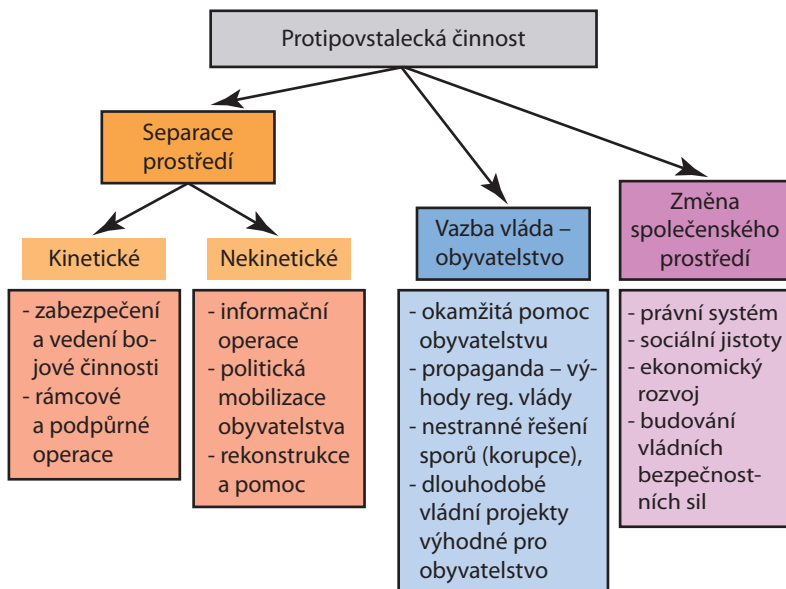 Protipovstalecká činnost
Separace
prostředí
Kinetické
- zabezpečení
a vedení bo-
jové činnosti
- rámcové
a podpůrné
operace
Nekinetické
- informační
operace
- politická
mobilizace
obyvatelstva
- rekonstrukce
a pomoc
Vazba vláda –
obyvatelstvo
- okamžitá pomoc
obyvatelstvu
- propaganda – vý-
hody reg. vlády
- nestranné řešení
sporů (korupce),
- dlouhodobé
vládní projekty
výhodné pro
obyvatelstvo
Změna
společenského
prostředí
- právní systém
- sociální jistoty
- ekonomický
rozvoj
- budování
vládních
bezpečnost-
ních sil